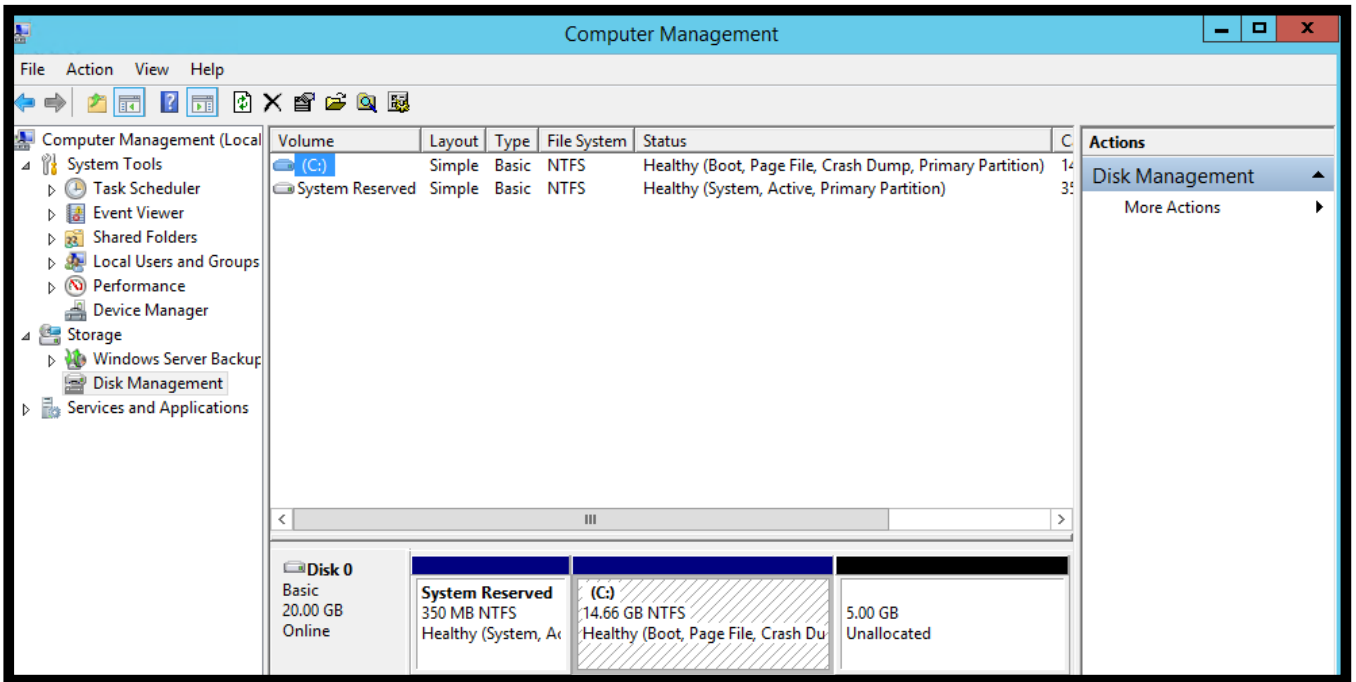 Computer Management
File Action View Help
Computer Management (Local
System Tools
Task Scheduler
Event Viewer
Shared Folders
Local Users and Groups
Performance
Device Manager
Storage
Windows Server Backup
Disk Management
Services and Applications
Volume Layout Type File System Status C
(C:) Simple Basic NTFS Healthy (Boot, Page File, Crash Dump, Primary Partition) 14
System Reserved Simple Basic NTFS Healthy (System, Active, Primary Partition) 35
Disk 0
Basic
20.00 GB
Online
System Reserved
350 MB NTFS
Healthy (System, Ac
(C:)
14.66 GB NTFS
Healthy (Boot, Page File, Crash Du
5.00 GB
Unallocated
Actions
Disk Management
More Actions